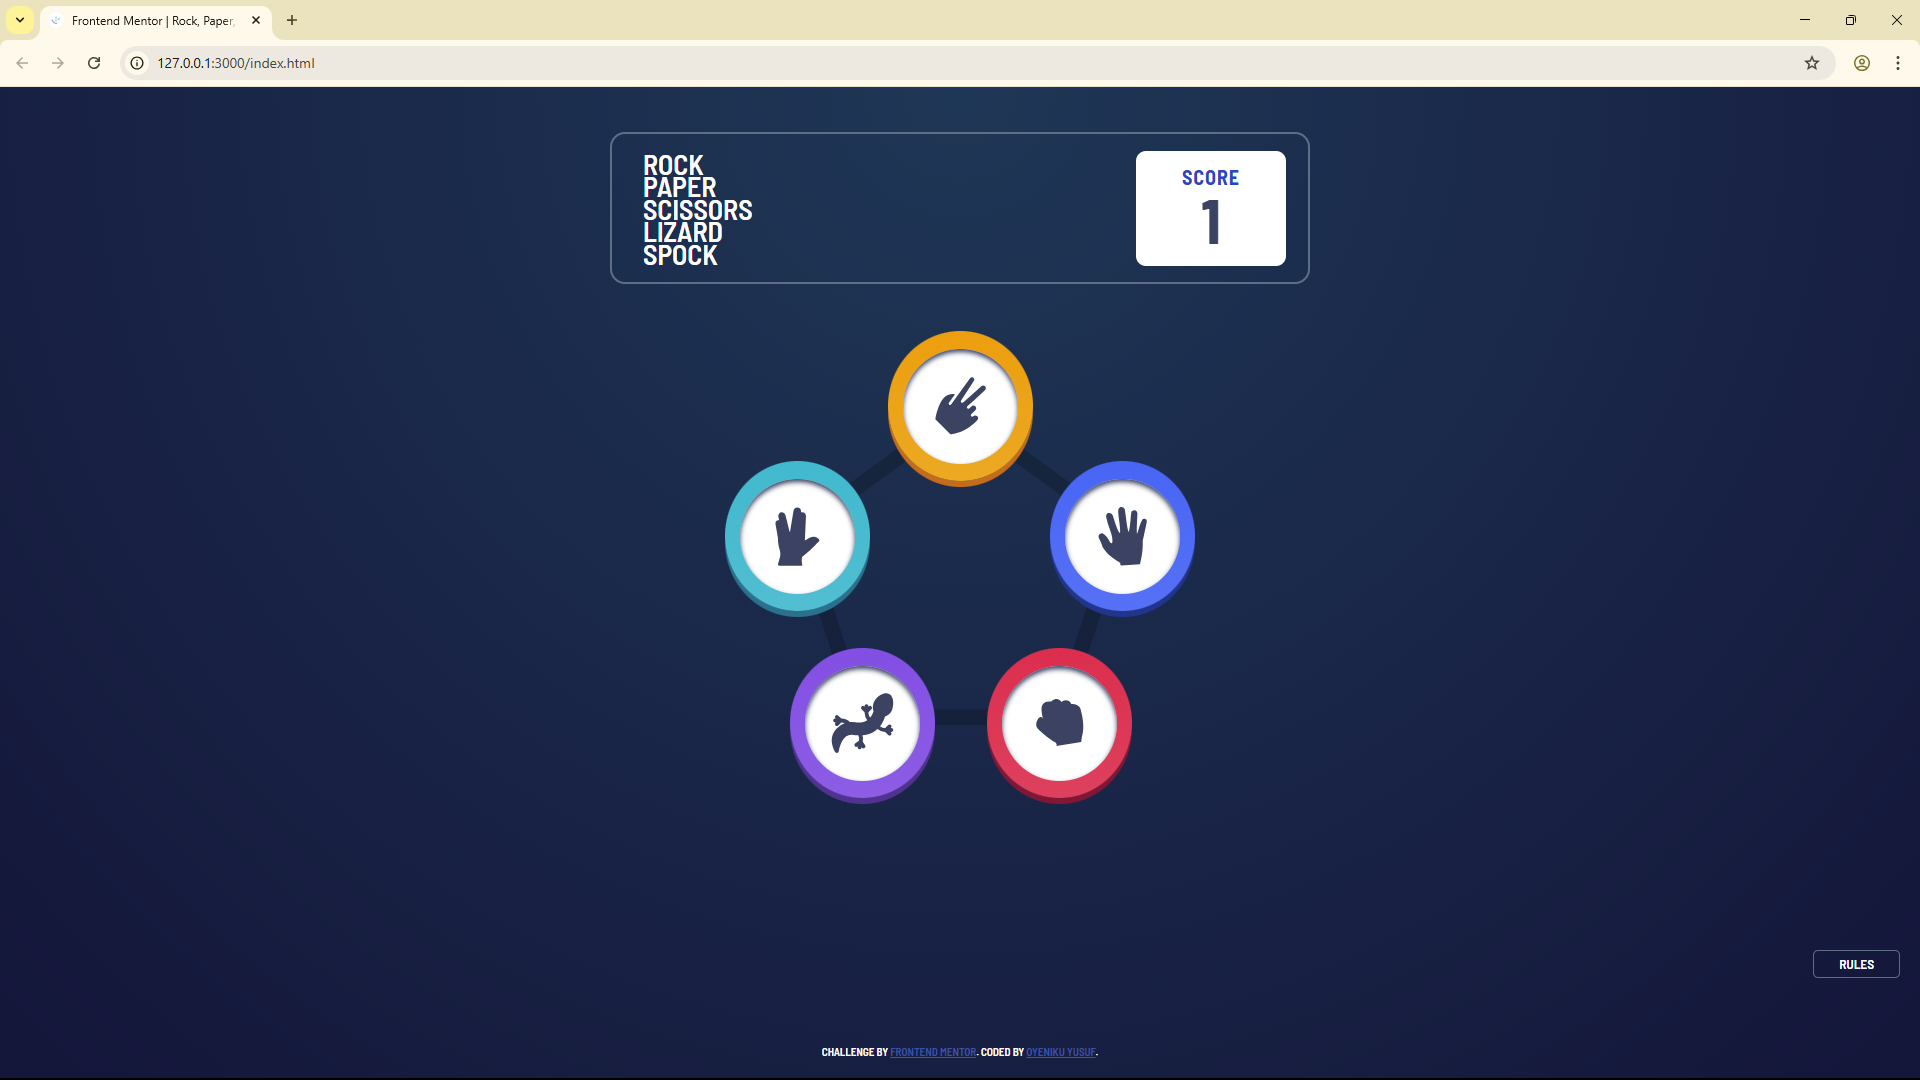 Frontend Mentor | Rock, Paper,
127.0.0.1:3000/index.html
ROCK
PAPER
SCISSORS
LIZARD
SPOCK
SCORE
1
RULES
CHALLENGE BY FRONTEND MENTOR. CODED BY OYENIKU YUSUF.